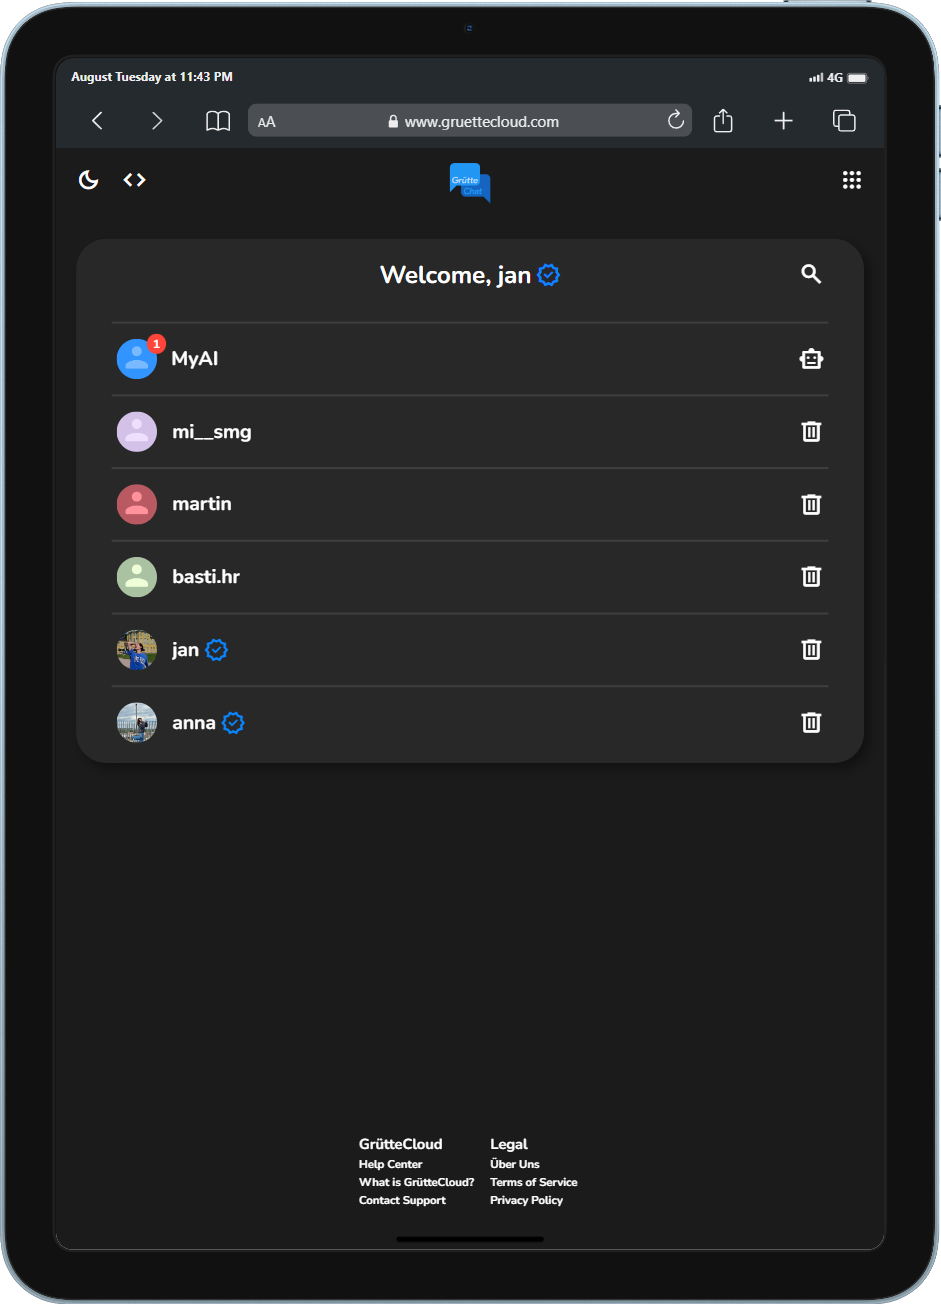 August Tuesday at 11:43 PM
4G
AA
www.gruettecloud.com
Grütte
Chat
Welcome, jan
1
MyAI
mi__smg
martin
basti.hr
jan
anna
GrütteCloud
Help Center
What is GrütteCloud?
Contact Support
Legal
Über Uns
Terms of Service
Privacy Policy